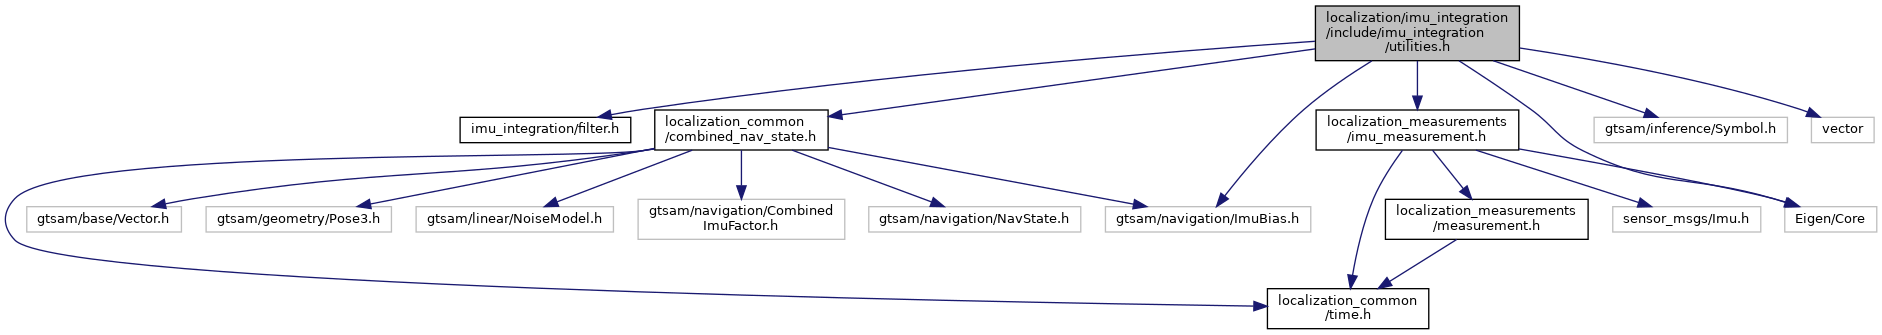 localization/imu_integration
/include/imu_integration
/utilities.h
imu_integration/filter.h
localization_common
/combined_nav_state.h
localization_measurements
/imu_measurement.h
gtsam/inference/Symbol.h
vector
gtsam/base/Vector.h
gtsam/geometry/Pose3.h
gtsam/linear/NoiseModel.h
gtsam/navigation/Combined
ImuFactor.h
gtsam/navigation/NavState.h
gtsam/navigation/ImuBias.h
localization_measurements
/measurement.h
sensor_msgs/Imu.h
Eigen/Core
localization_common
/time.h